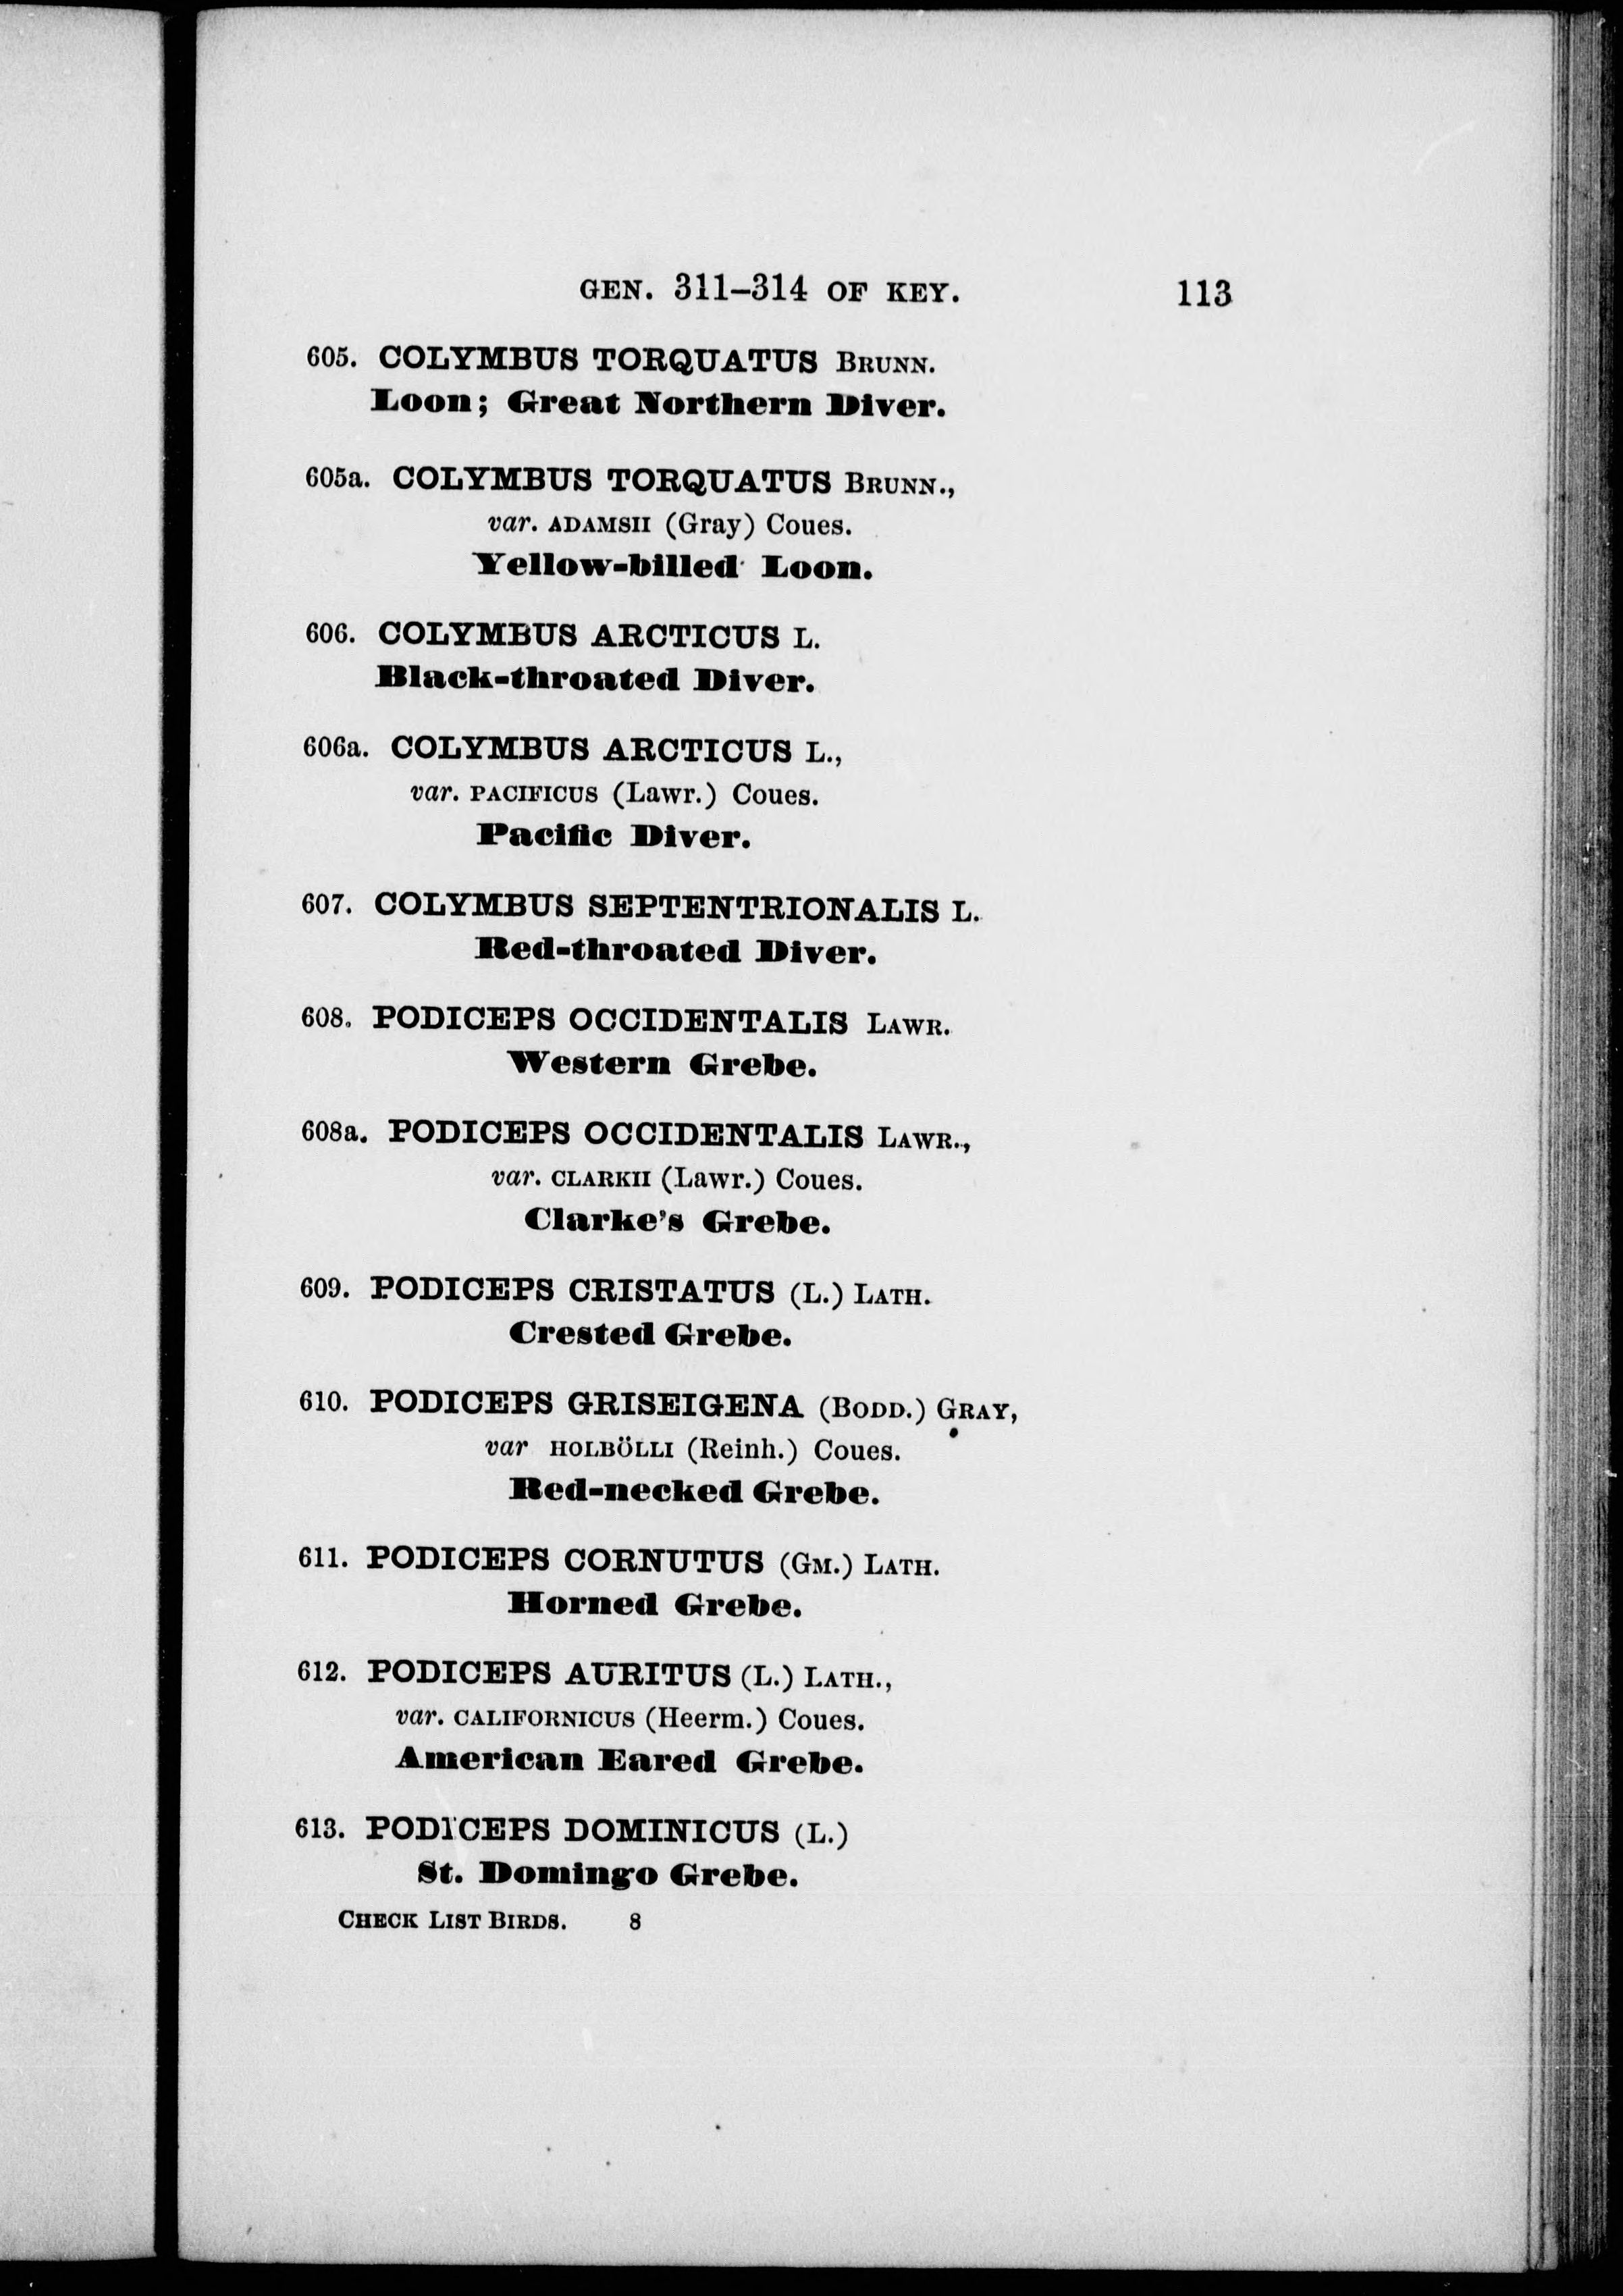 GEN. 311–314 OF KEY. 113
605. COLYMBUS TORQUATUS BRUNN.
Loon; Great Northern Diver.
605a. COLYMBUS TORQUATUS BRUNN.,
var. ADAMSII (Gray) Coues.
Yellow-billed Loon.
606. COLYMBUS ARCTICUS L.
Black-throated Diver.
606a. COLYMBUS ARCTICUS L.,
var. PACIFICUS (Lawr.) Coues.
Pacific Diver.
607. COLYMBUS SEPTENTRIONALIS L.
Red-throated Diver.
608. PODICEPS OCCIDENTALIS LAWR.
Western Grebe.
608a. PODICEPS OCCIDENTALIS LAWR.,
var. CLARKII (Lawr.) Coues.
Clarke's Grebe.
609. PODICEPS CRISTATUS (L.) LATH.
Crested Grebe.
610. PODICEPS GRISEIGENA (BODD.) GRAY,
var HOLBÖLLI (Reinh.) Coues.
Red-necked Grebe.
611. PODICEPS CORNUTUS (GM.) LATH.
Horned Grebe.
612. PODICEPS AURITUS (L.) LATH.,
var. CALIFORNICUS (Heerm.) Coues.
American Eared Grebe.
613. PODICEPS DOMINICUS (L.)
St. Domingo Grebe.
CHECK LIST BIRDS. 8